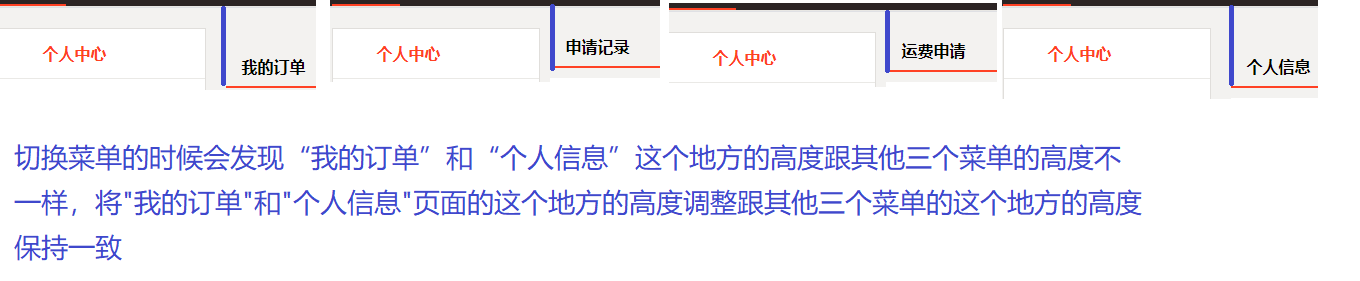 个人中心
我的订单
个人中心
申请记录
个人中心
运费申请
个人中心
个人信息
切换菜单的时候会发现“我的订单”和“个人信息”这个地方的高度跟其他三个菜单的高度不
一样，将"我的订单"和"个人信息"页面的这个地方的高度调整跟其他三个菜单的这个地方的高度
保持一致